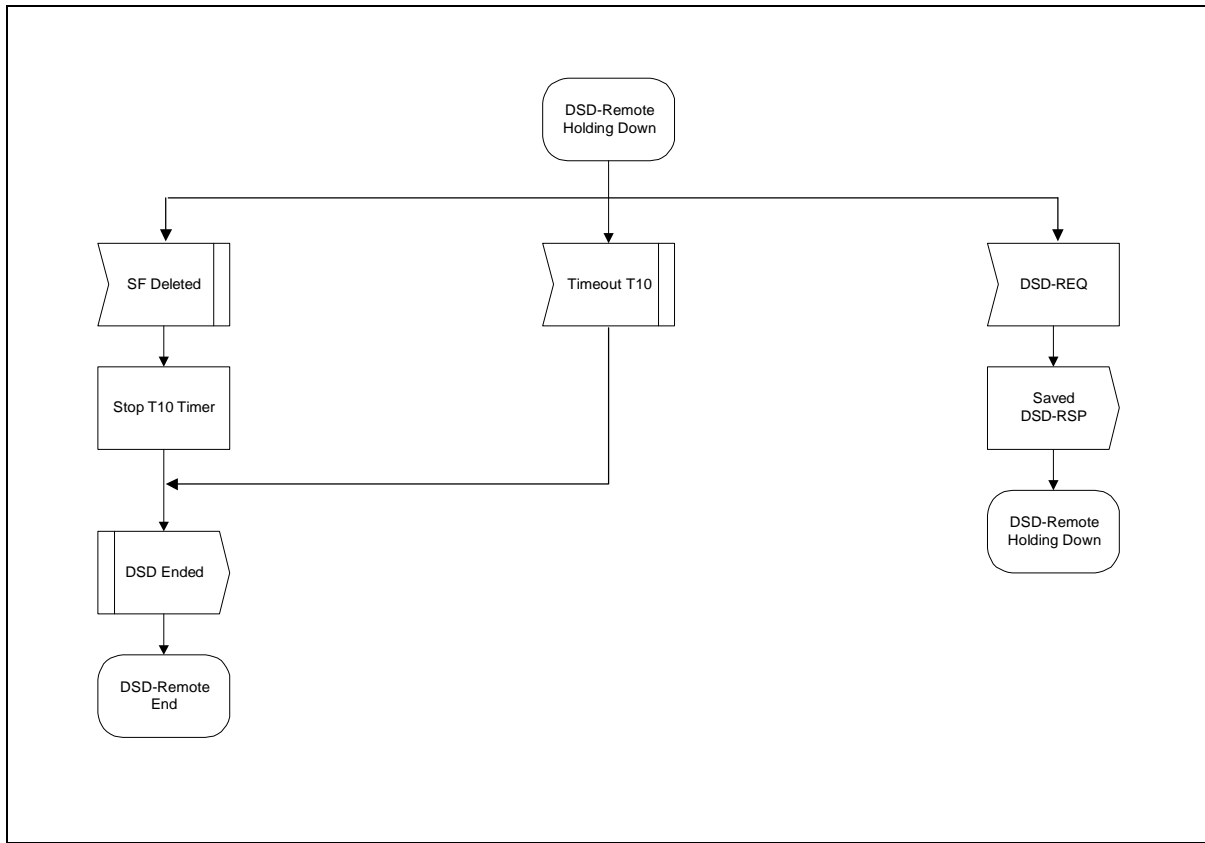 DSD-Remote
Holding Down
SF Deleted
Timeout T10
DSD-REQ
Stop T10 Timer
Saved
DSD-RSP
DSD-Remote
Holding Down
DSD Ended
DSD-Remote
End